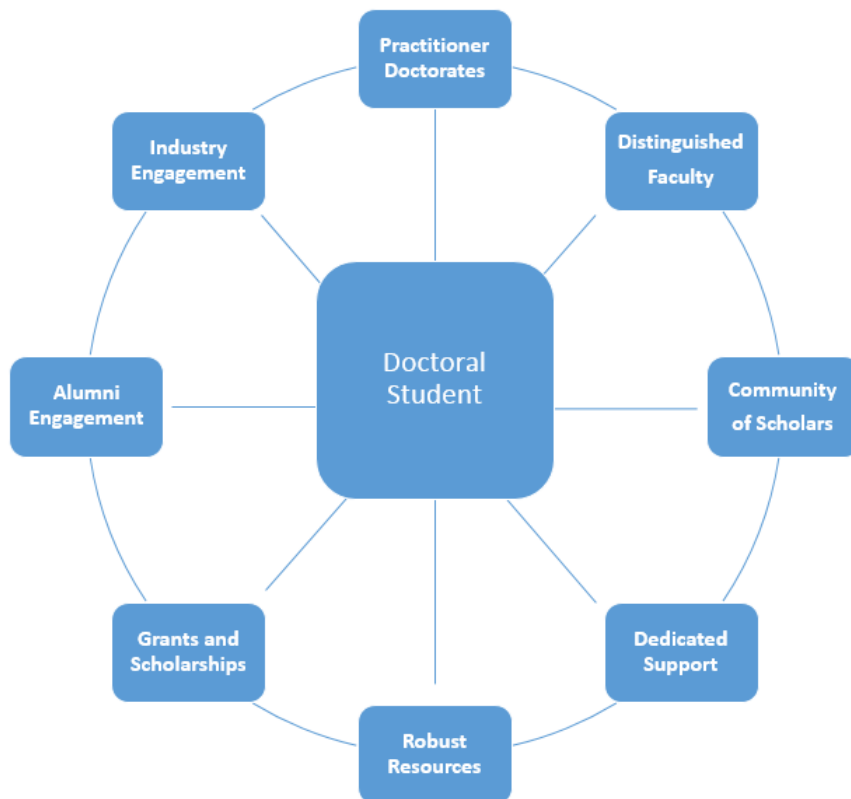 Practitioner
Doctorates
Distinguished
Faculty
Community
of Scholars
Dedicated
Support
Robust
Resources
Grants and
Scholarships
Alumni
Engagement
Industry
Engagement
Doctoral
Student